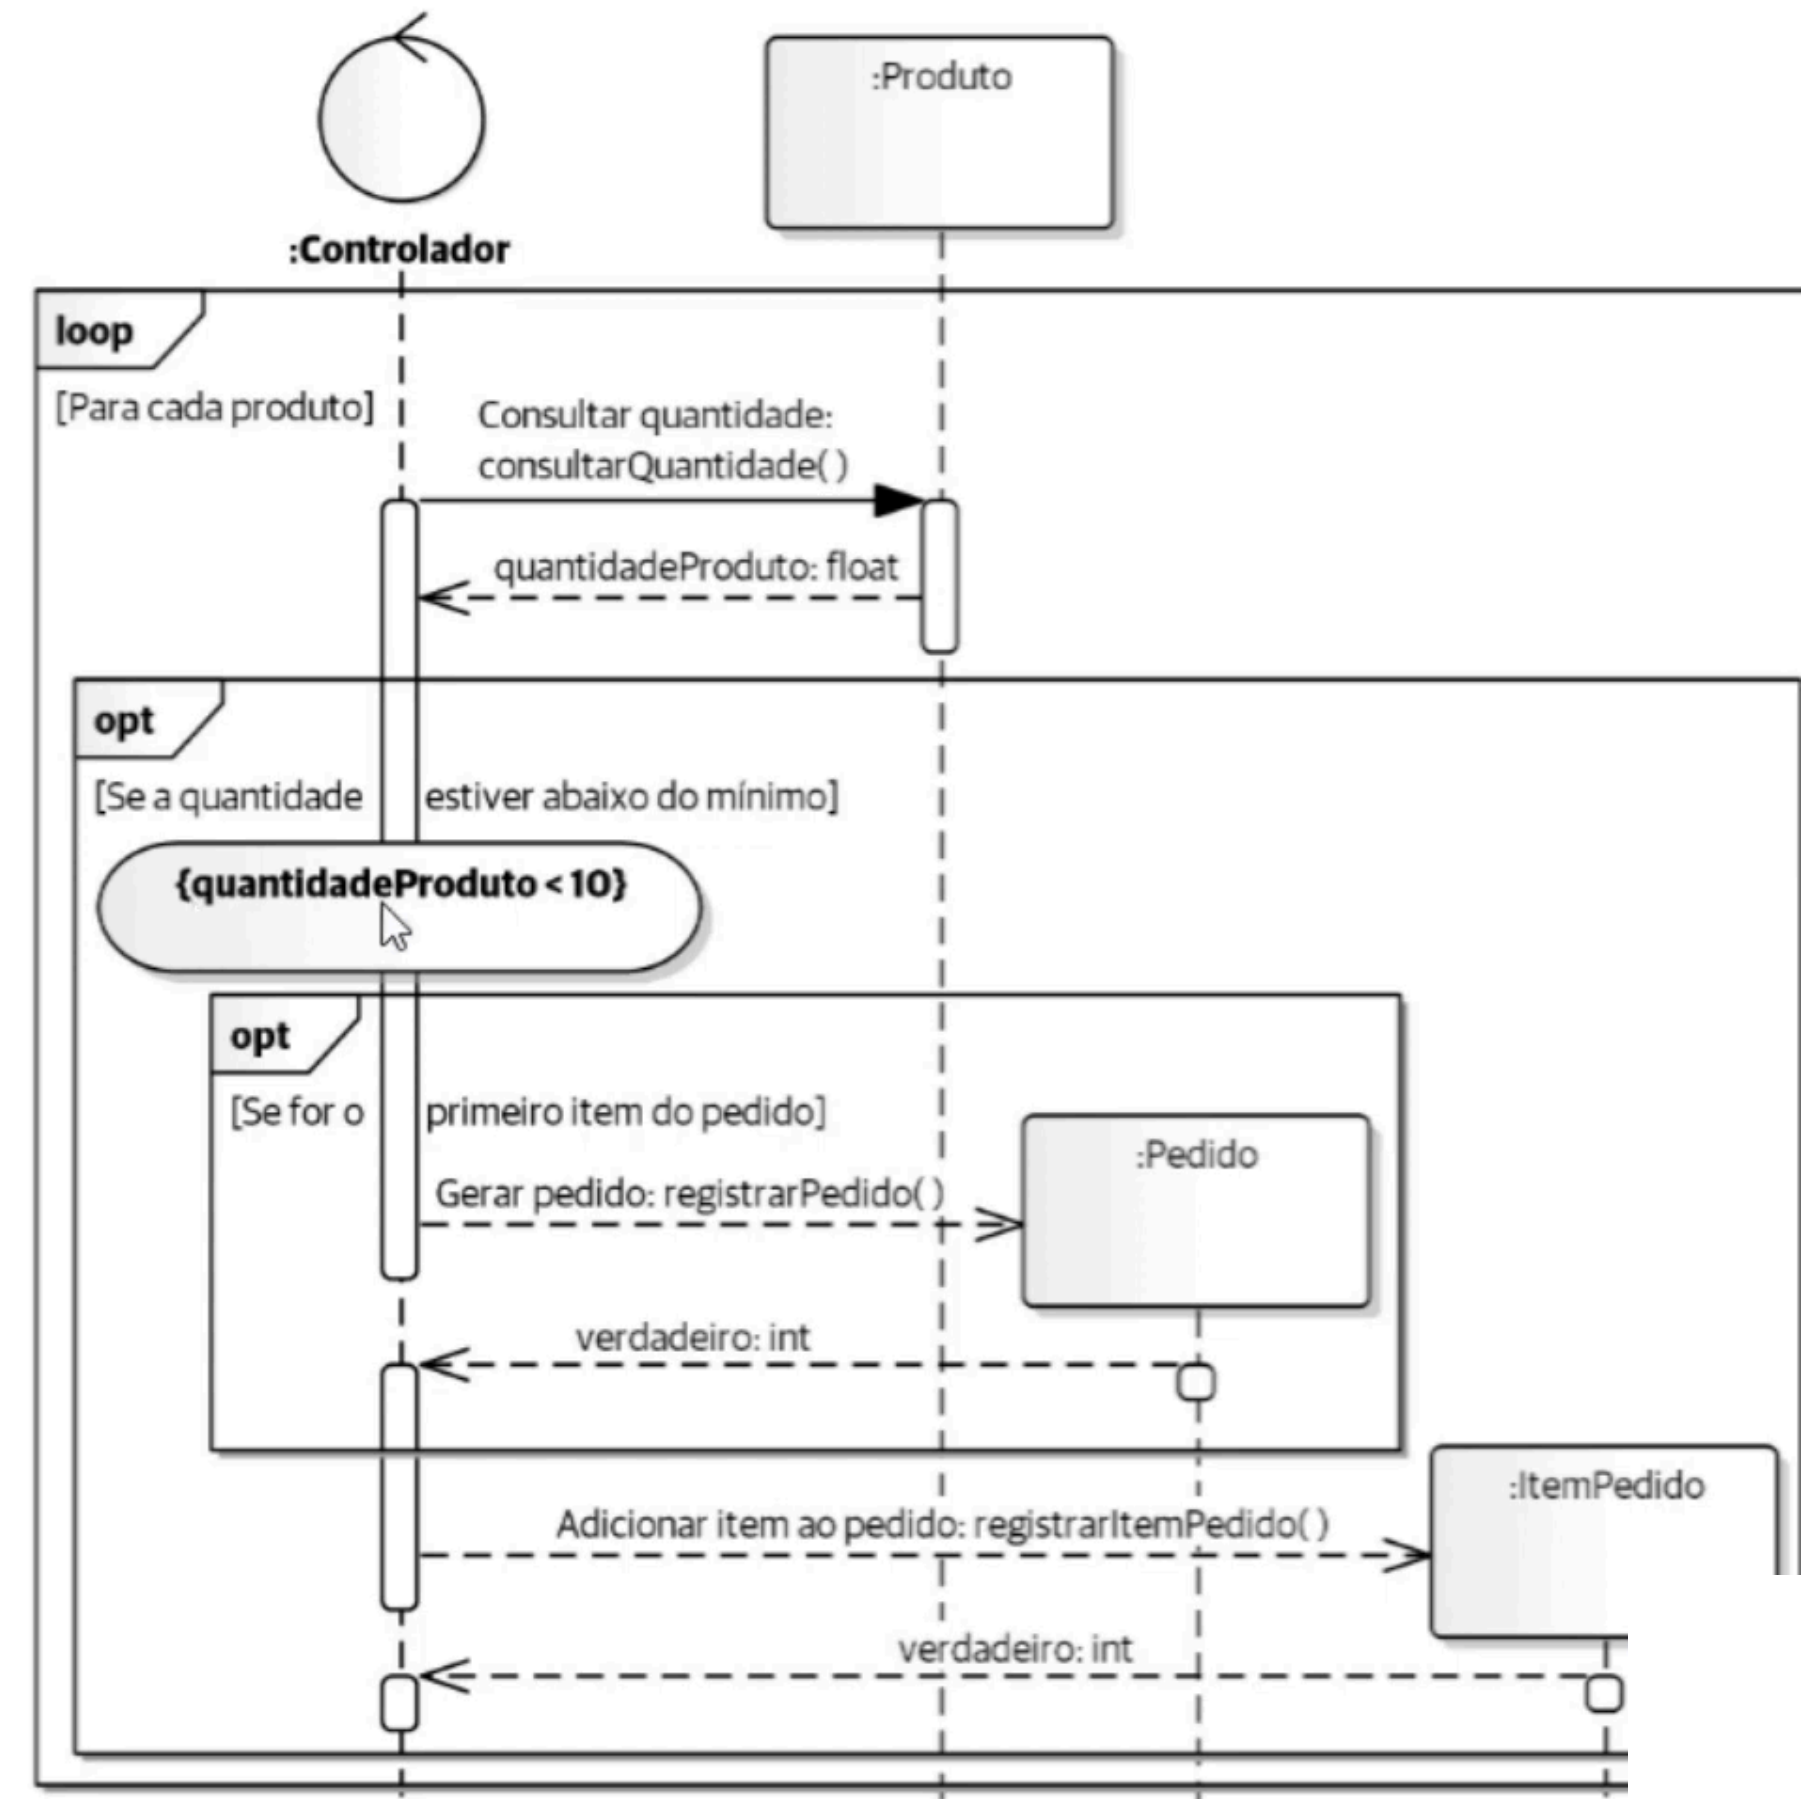 :Produto
:Controlador
loop
[Para cada produto]
Consultar quantidade:
consultarQuantidade( )
quantidadeProduto: float
opt
[Se a quantidade estiver abaixo do mínimo]
{quantidadeProduto < 10}
opt
[Se for o primeiro item do pedido]
:Pedido
Gerar pedido: registrarPedido( )
verdadeiro: int
:ItemPedido
Adicionar item ao pedido: registrarItemPedido( )
verdadeiro: int